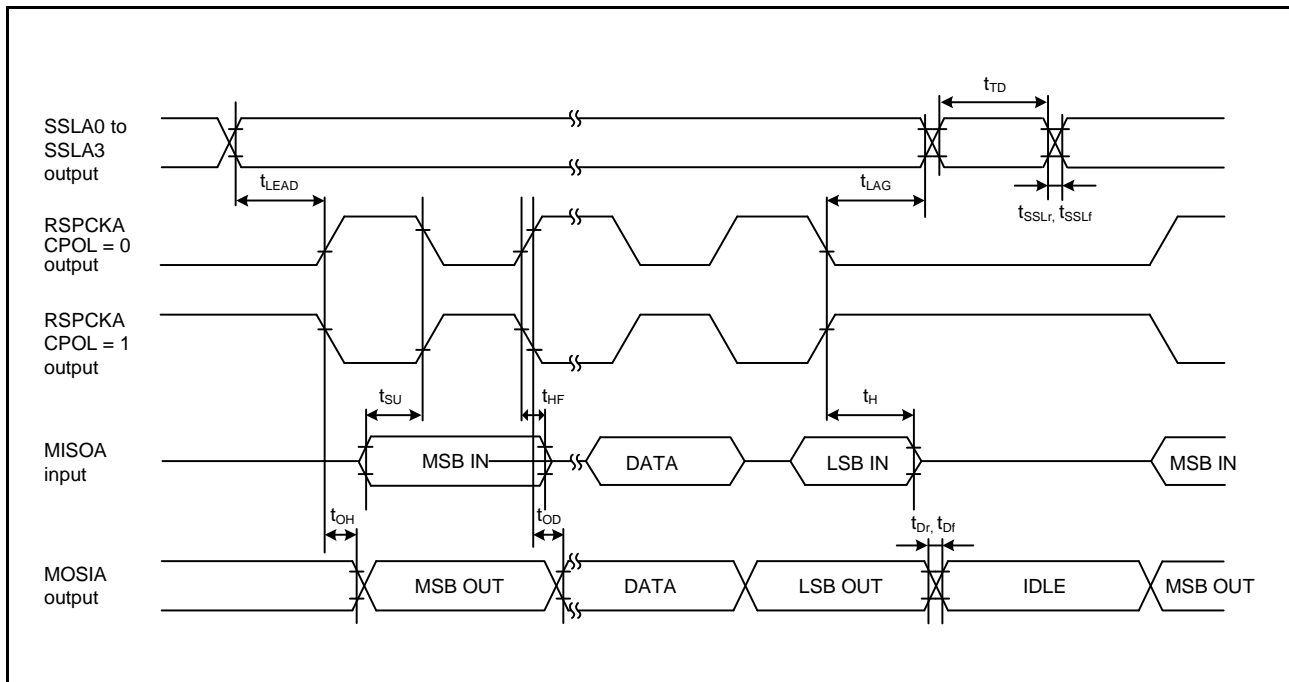 tTD
SSLA0 to
SSLA3
output
tLEAD
tLAG
tSSLr, tSSLf
RSPCKA
CPOL = 0
output
RSPCKA
CPOL = 1
output
tSU
tHF
tH
MISOA
input
MSB IN
DATA
LSB IN
MSB IN
tOH
tOD
tDr, tDf
MOSIA
output
MSB OUT
DATA
LSB OUT
IDLE
MSB OUT